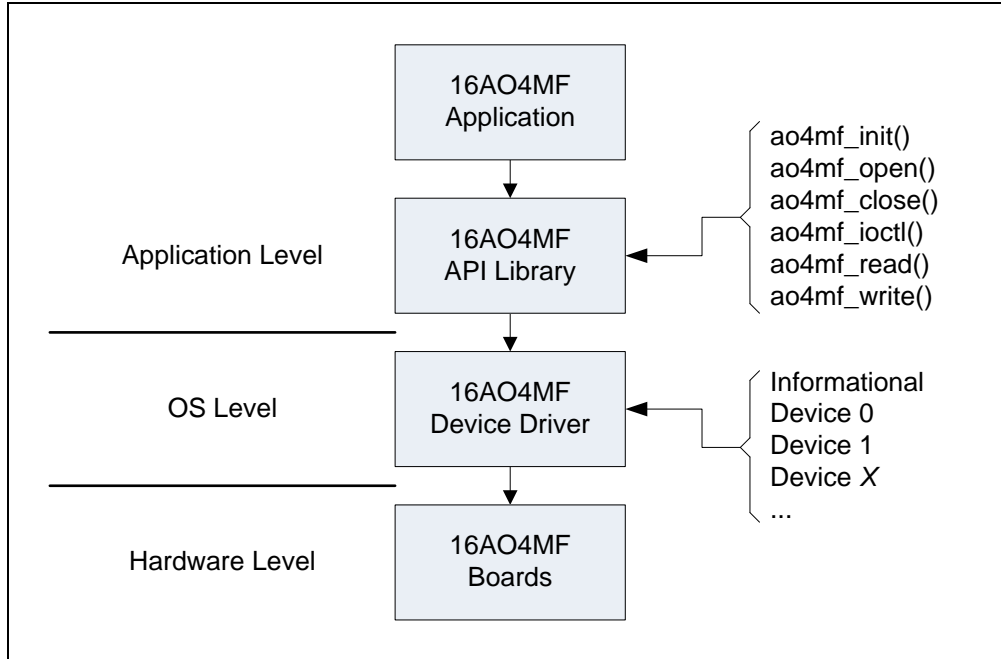 16AO4MF
Application
16AO4MF
API Library
ao4mf_init()
ao4mf_open()
ao4mf_close()
ao4mf_ioctl()
ao4mf_read()
ao4mf_write()
Application Level
16AO4MF
Device Driver
Informational
Device 0
Device 1
Device X
...
OS Level
16AO4MF
Boards
Hardware Level